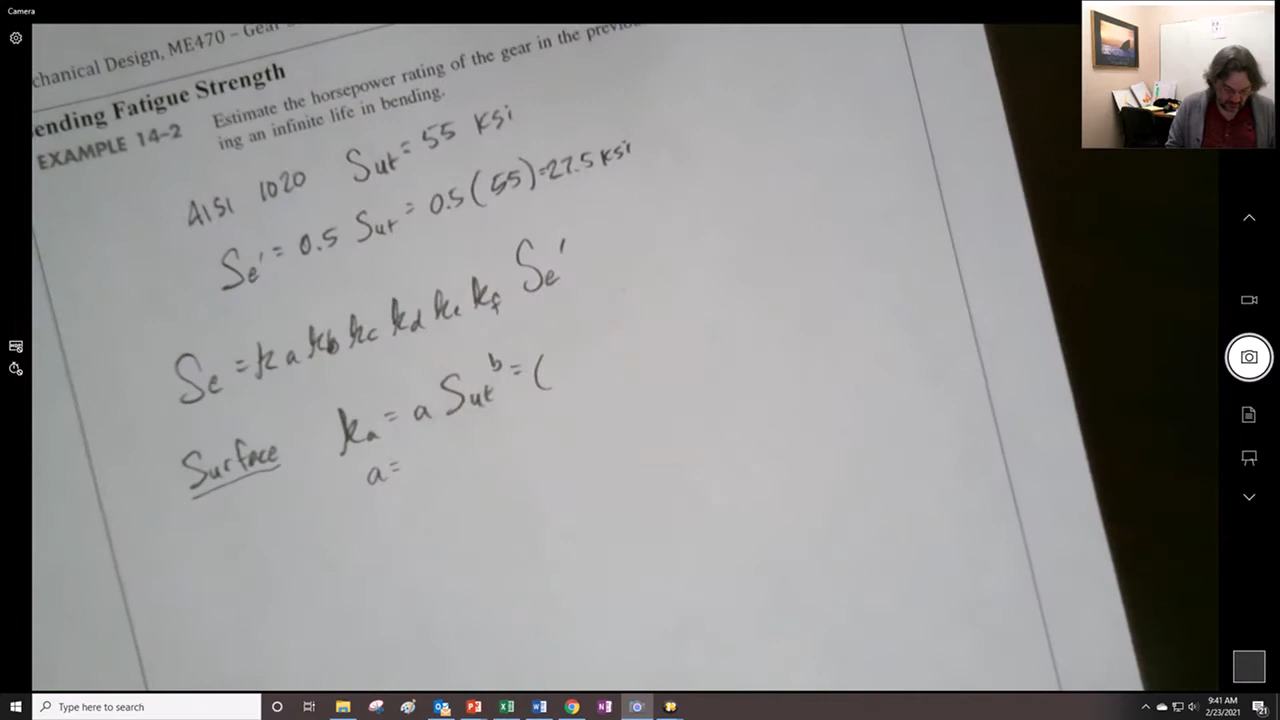 Camera
chanical Design, ME470 – Gear
ending Fatigue Strength
EXAMPLE 14–2 Estimate the horsepower rating of the gear in the previo
ing an infinite life in bending.
AISI 1020 Sut = 55 ksi
Se' = 0.5 Sut = 0.5 (55) = 27.5 ksi
Se = ka kb kc kd ke kf Se'
Surface ka = a Sut^b = (
a =
Type here to search
9:41 AM
2/23/2021
21